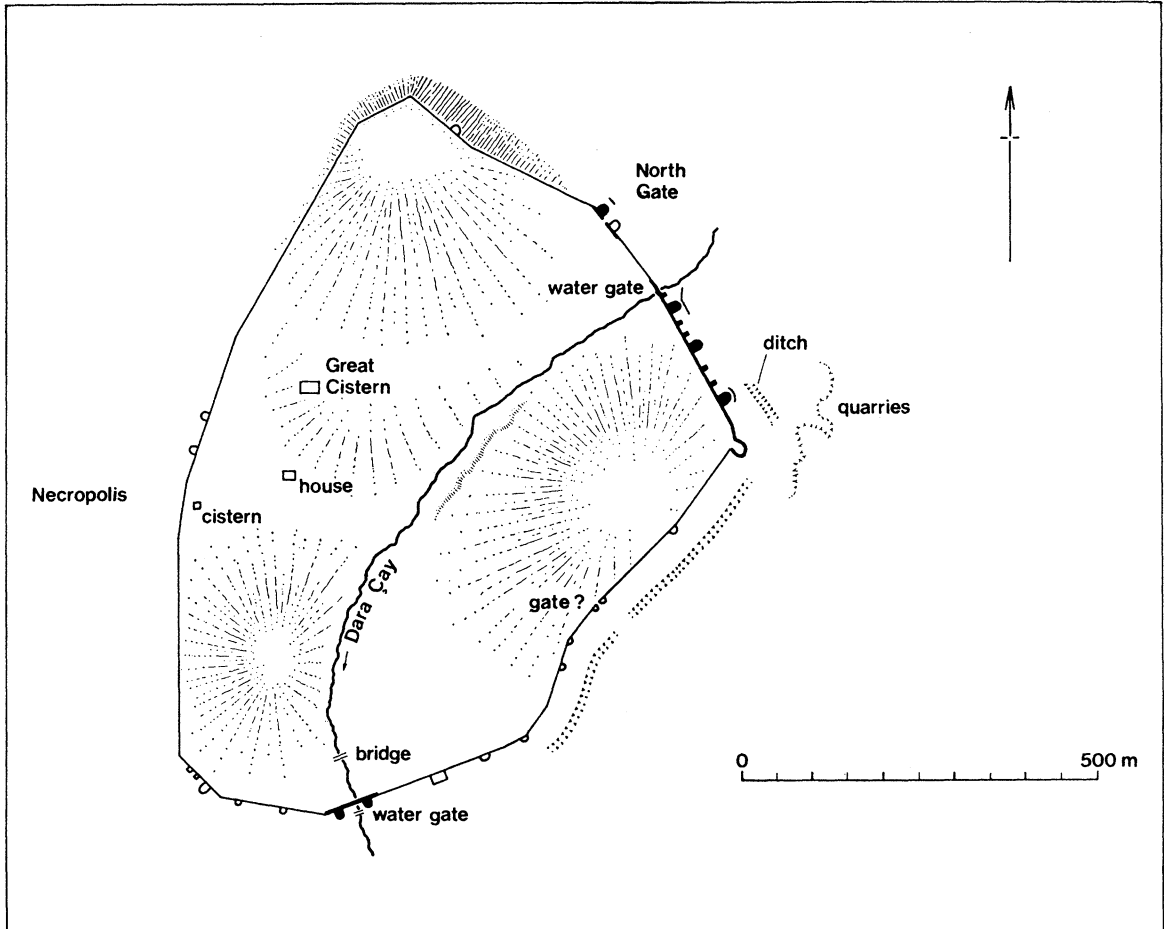 North
Gate
water gate
ditch
Great
Cistern
quarries
house
Necropolis
cistern
gate ?
Dara Çay
bridge
0 500 m
water gate